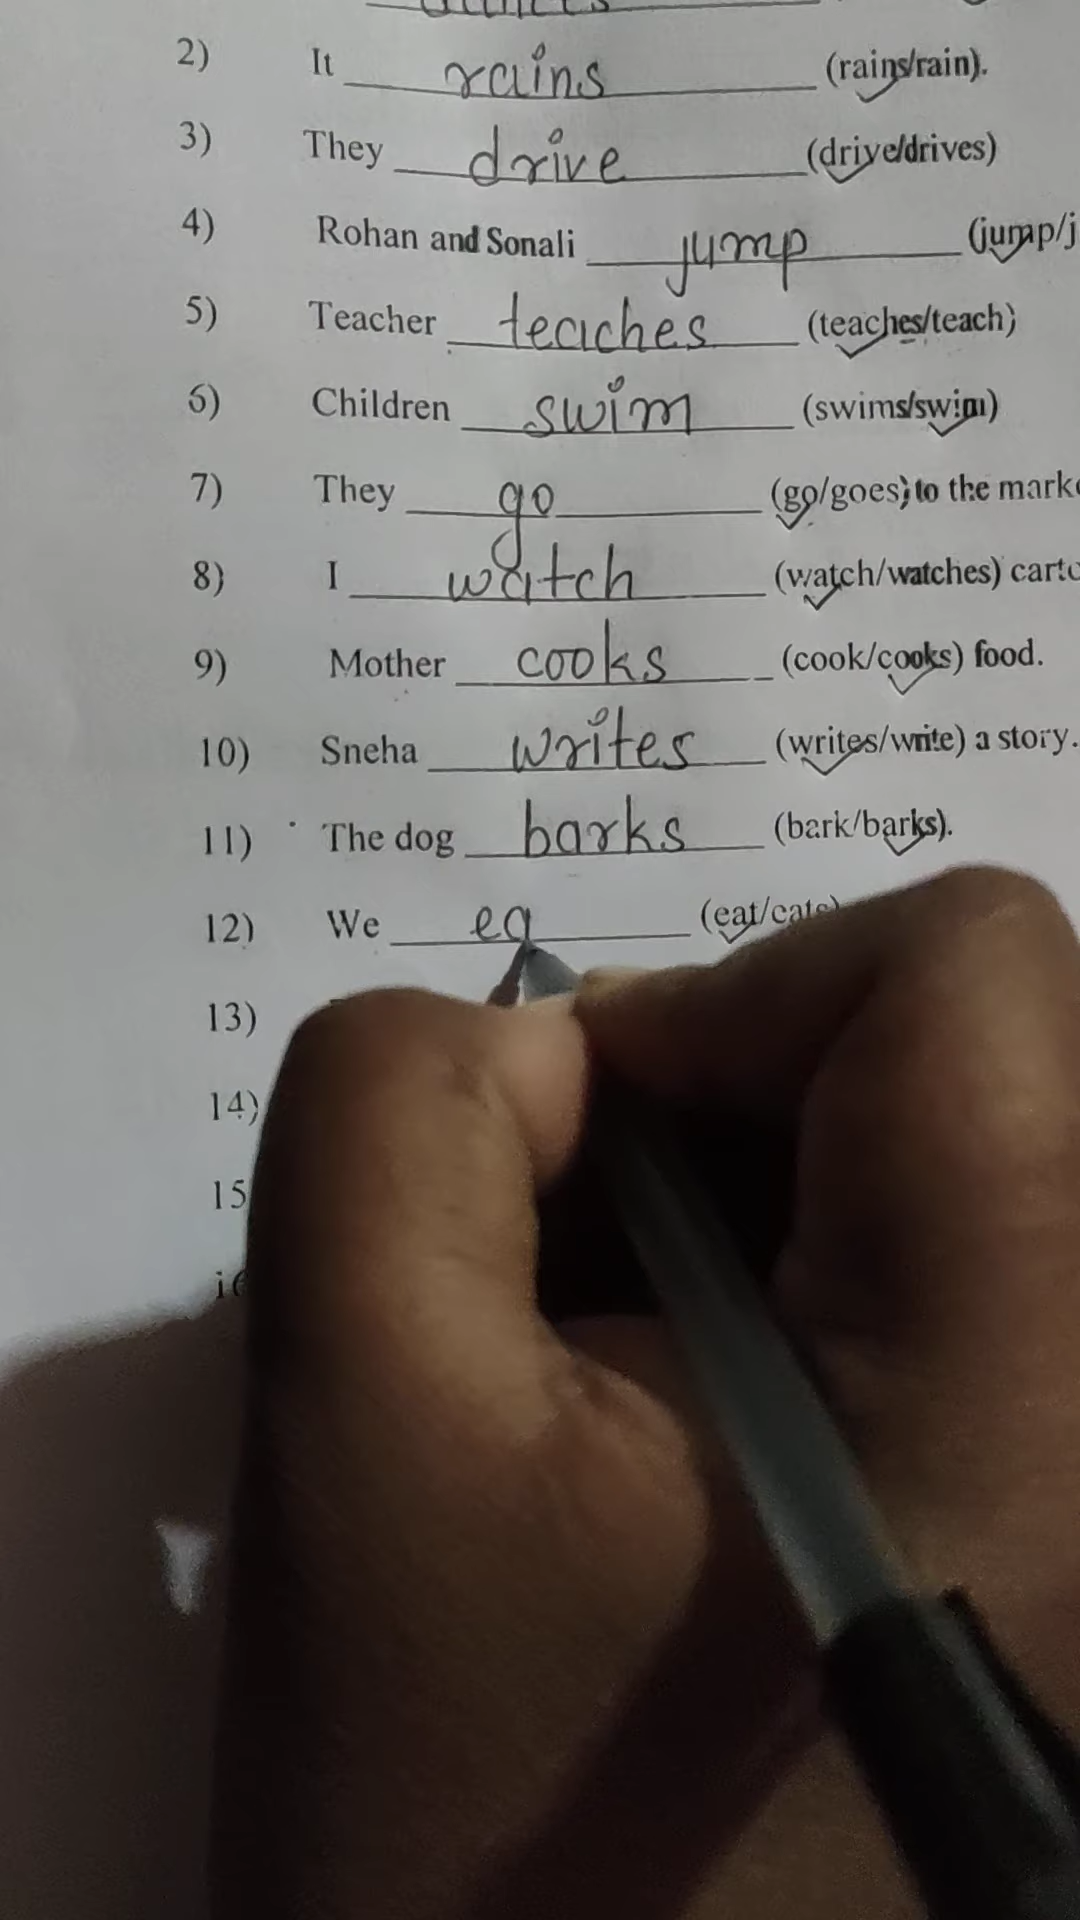 2) It rains (rains/rain).
3) They drive (drive/drives)
4) Rohan and Sonali jump (jump/j
5) Teacher teaches (teaches/teach)
6) Children swim (swims/swim)
7) They go (go/goes) to the mark
8) I watch (watch/watches) carto
9) Mother cooks (cook/cooks) food.
10) Sneha writes (writes/write) a story.
11) The dog barks (bark/barks).
12) We ea (eat/eats)
13)
14)
15